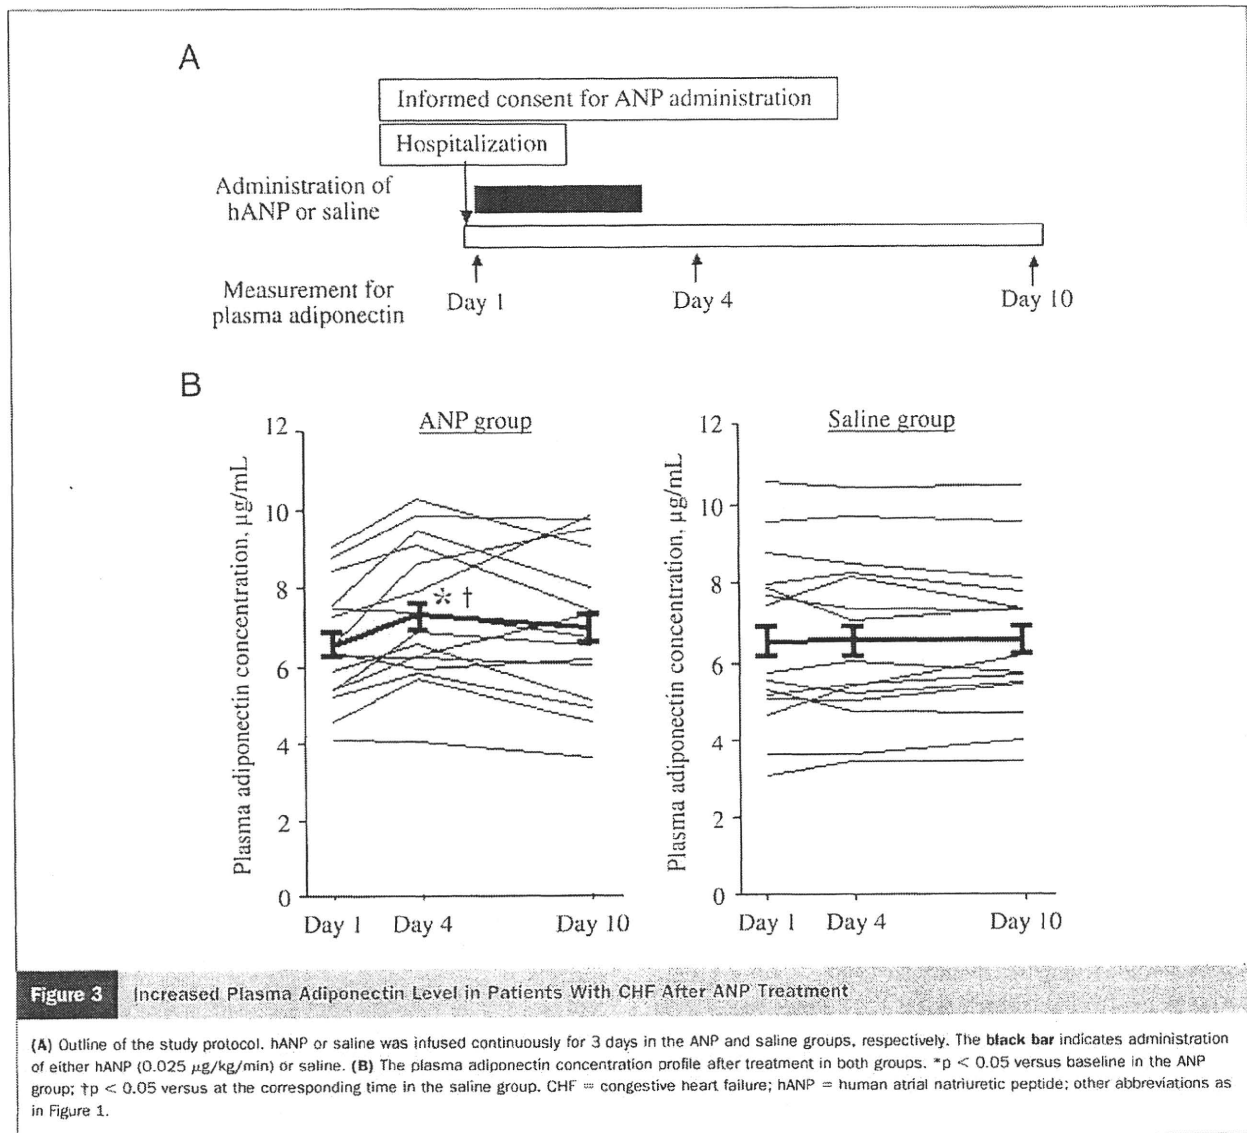 A
Informed consent for ANP administration
Hospitalization
Administration of
hANP or saline
Measurement for
plasma adiponectin
Day 1
Day 4
Day 10
B
ANP group
Plasma adiponectin concentration, µg/mL
12
10
8
6
4
2
0
* †
Day 1
Day 4
Day 10
Saline group
Plasma adiponectin concentration, µg/mL
12
10
8
6
4
2
0
Day 1
Day 4
Day 10
Figure 3 Increased Plasma Adiponectin Level in Patients With CHF After ANP Treatment
(A) Outline of the study protocol. hANP or saline was infused continuously for 3 days in the ANP and saline groups, respectively. The black bar indicates administration
of either hANP (0.025 µg/kg/min) or saline. (B) The plasma adiponectin concentration profile after treatment in both groups. *p < 0.05 versus baseline in the ANP
group; †p < 0.05 versus at the corresponding time in the saline group. CHF = congestive heart failure; hANP = human atrial natriuretic peptide; other abbreviations as
in Figure 1.